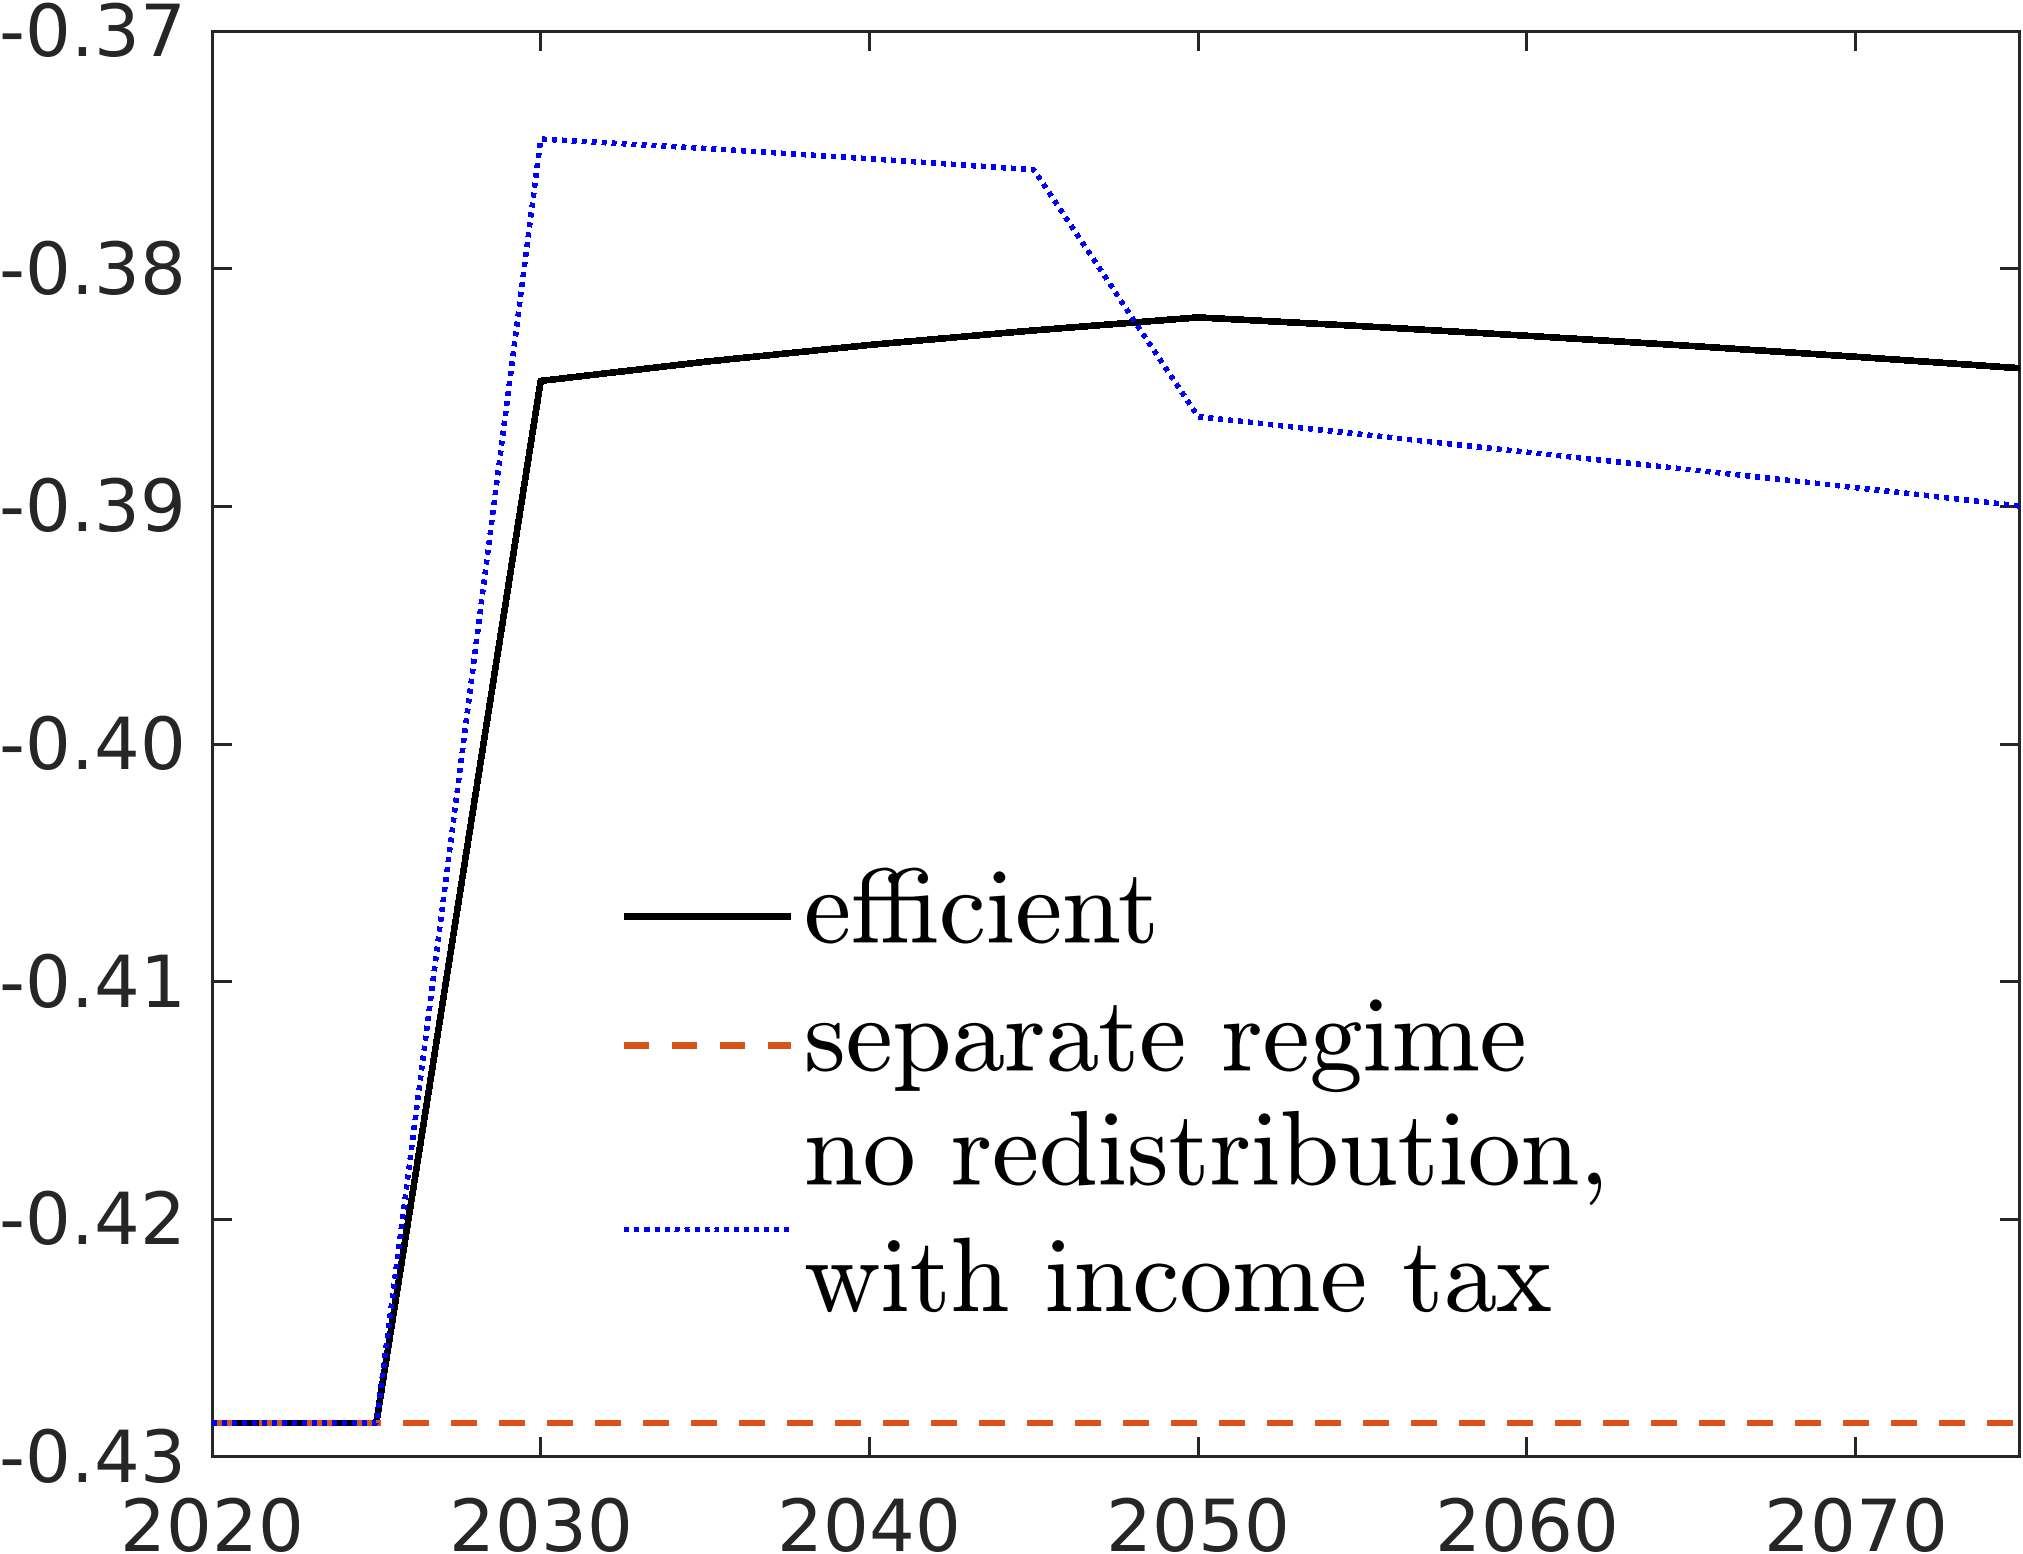 -0.37
-0.38
-0.39
-0.40
-0.41
-0.42
-0.43
2020 2030 2040 2050 2060 2070
efficient
separate regime
no redistribution,
with income tax